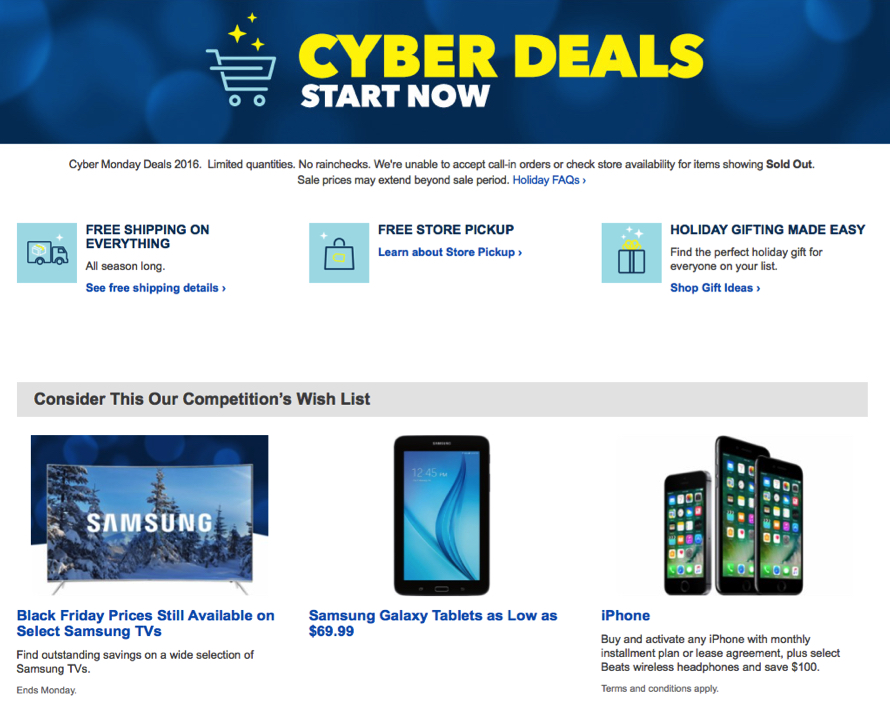 CYBER DEALS
START NOW
Cyber Monday Deals 2016. Limited quantities. No rainchecks. We're unable to accept call-in orders or check store availability for items showing Sold Out.
Sale prices may extend beyond sale period. Holiday FAQs ›
FREE SHIPPING ON
EVERYTHING
All season long.
See free shipping details ›
FREE STORE PICKUP
Learn about Store Pickup ›
HOLIDAY GIFTING MADE EASY
Find the perfect holiday gift for
everyone on your list.
Shop Gift Ideas ›
Consider This Our Competition's Wish List
SAMSUNG
SAMSUNG
12:45
Black Friday Prices Still Available on
Select Samsung TVs
Find outstanding savings on a wide selection of
Samsung TVs.
Ends Monday.
Samsung Galaxy Tablets as Low as
$69.99
iPhone
Buy and activate any iPhone with monthly
installment plan or lease agreement, plus select
Beats wireless headphones and save $100.
Terms and conditions apply.